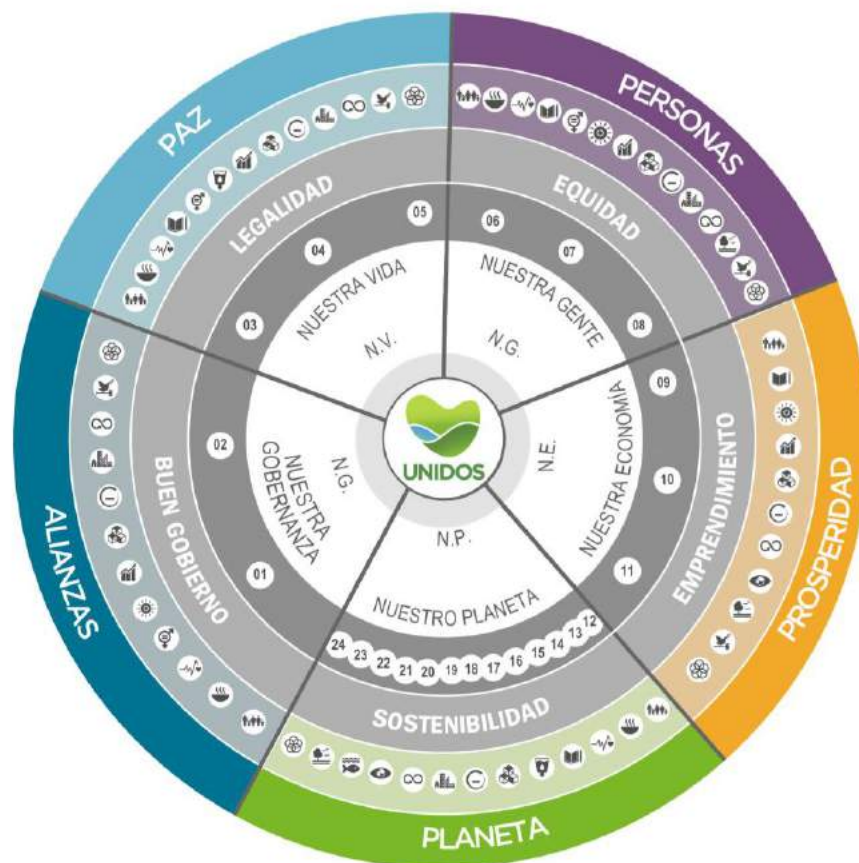 PAZ
PERSONAS
PROSPERIDAD
PLANETA
ALIANZAS
LEGALIDAD
EQUIDAD
EMPRENDIMIENTO
SOSTENIBILIDAD
BUEN GOBIERNO
05
04
03
06
07
08
09
10
11
12
13
14
15
16
17
18
19
20
21
22
23
24
01
02
NUESTRA VIDA
N.V.
NUESTRA GENTE
N.G.
NUESTRA ECONOMÍA
N.E.
NUESTRO PLANETA
N.P.
NUESTRA
GOBERNANZA
N.G.
UNIDOS